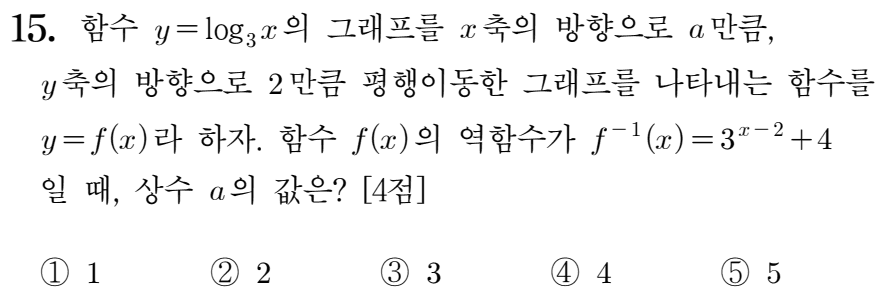 15. 함수 y=log₃x의 그래프를 x축의 방향으로 a만큼,
y축의 방향으로 2만큼 평행이동한 그래프를 나타내는 함수를
y=f(x)라 하자. 함수 f(x)의 역함수가 f⁻¹(x)=3ˣ⁻²+4
일 때, 상수 a의 값은? [4점]
① 1 ② 2 ③ 3 ④ 4 ⑤ 5